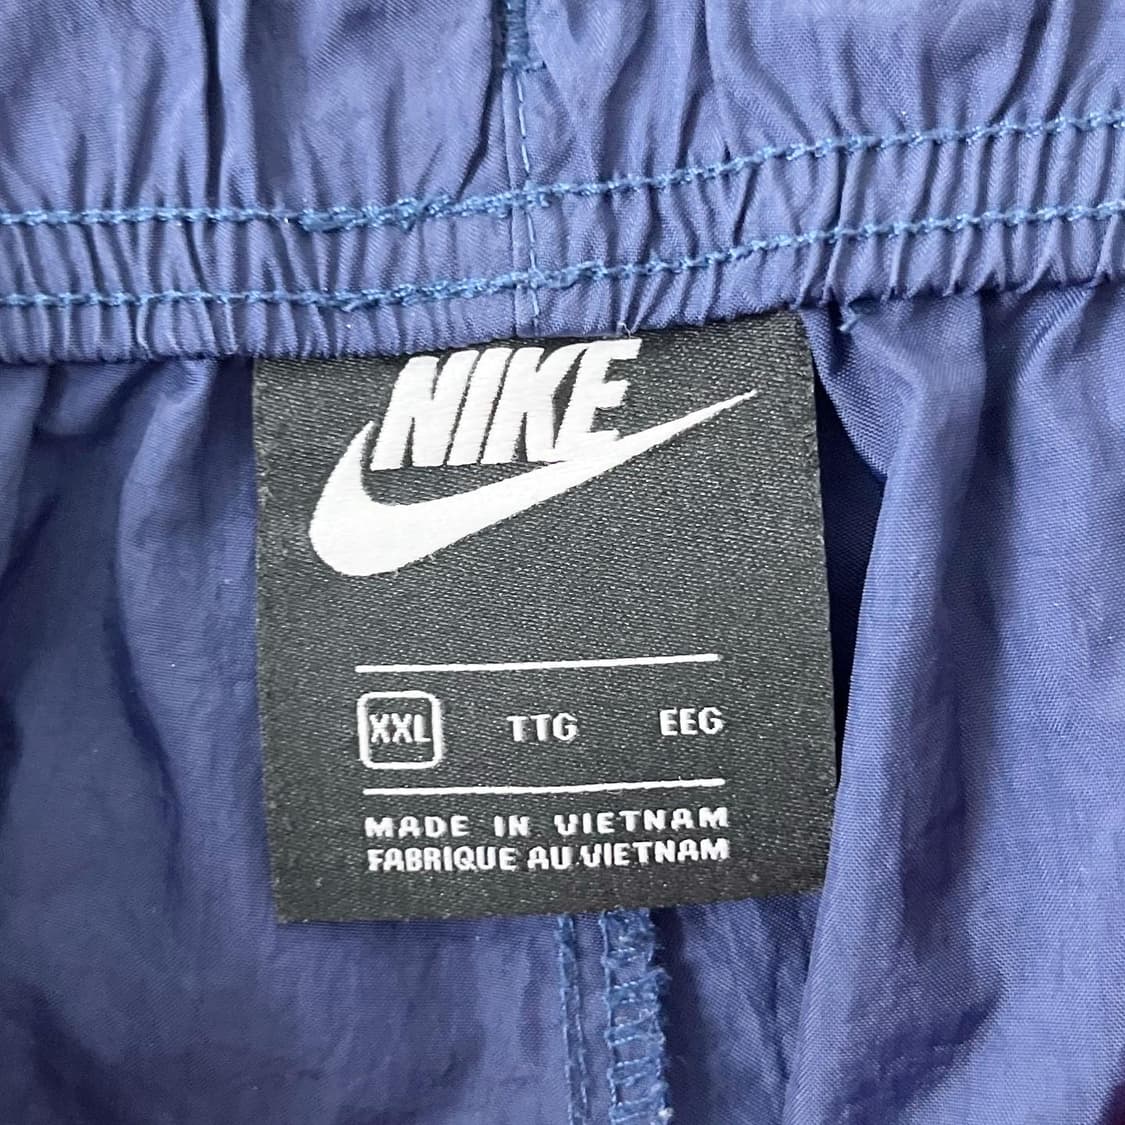 NIKE
XXL TTG EEG
MADE IN VIETNAM
FABRIQUE AU VIETNAM